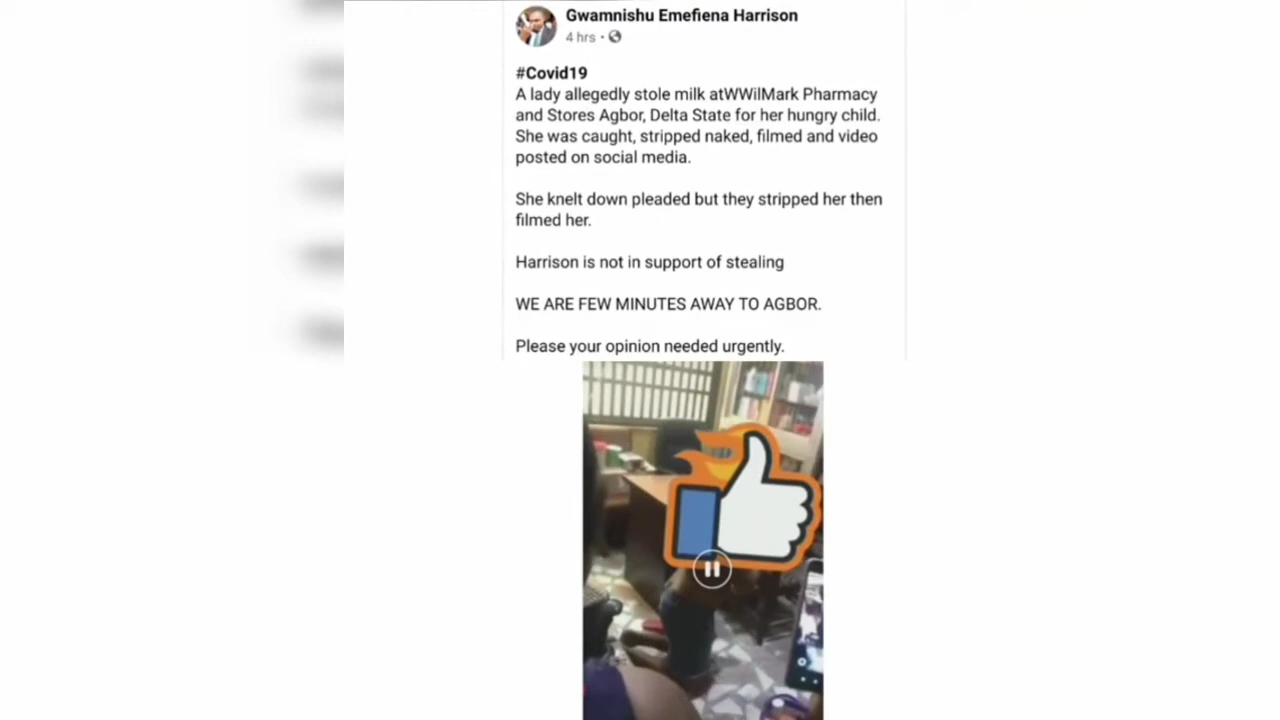 Gwamnishu Emefiena Harrison
4 hrs
#Covid19
A lady allegedly stole milk atWWilMark Pharmacy
and Stores Agbor, Delta State for her hungry child.
She was caught, stripped naked, filmed and video
posted on social media.
She knelt down pleaded but they stripped her then
filmed her.
Harrison is not in support of stealing
WE ARE FEW MINUTES AWAY TO AGBOR.
Please your opinion needed urgently.